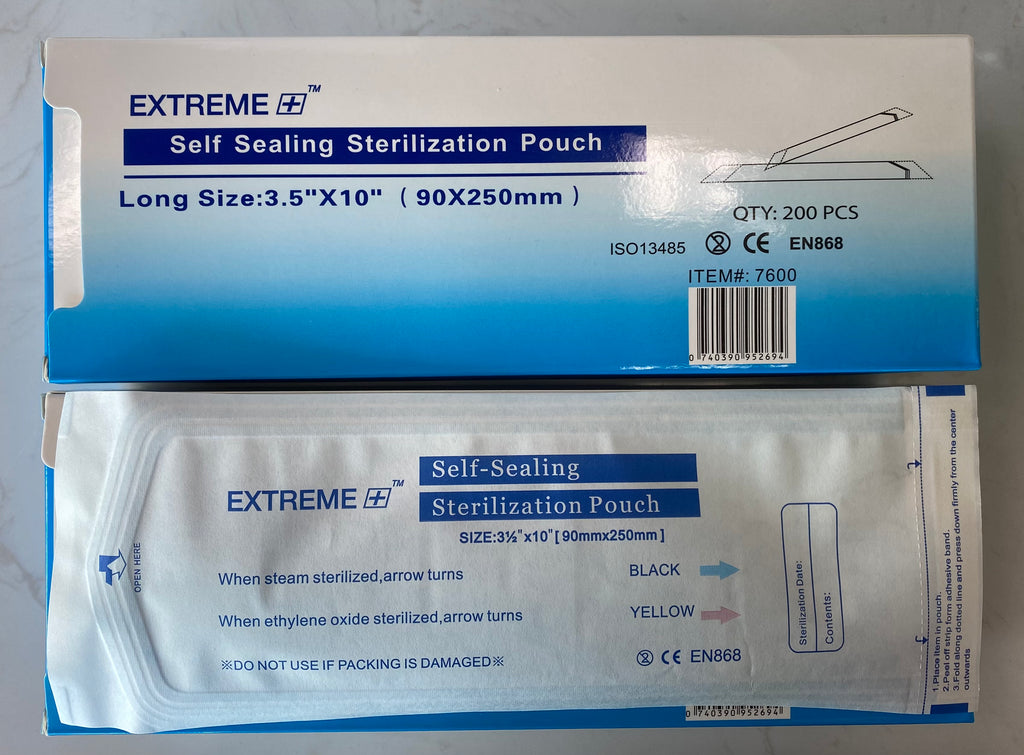 EXTREME ™
Self Sealing Sterilization Pouch
Long Size:3.5"X10" ( 90X250mm )
QTY: 200 PCS
ISO13485 CE EN868
ITEM#: 7600
0 740390 952694
EXTREME ™
Self-Sealing
Sterilization Pouch
SIZE:3½"x10"[90mmx250mm]
OPEN HERE
When steam sterilized,arrow turns BLACK
When ethylene oxide sterilized,arrow turns YELLOW
※DO NOT USE IF PACKING IS DAMAGED※
CE EN868
Sterilization Date:
Contents:
1.Place item in pouch.
2.Peel off strip form adhesive band.
3.Fold along dotted line and press down firmly from the center
outwards
0 740390 952694